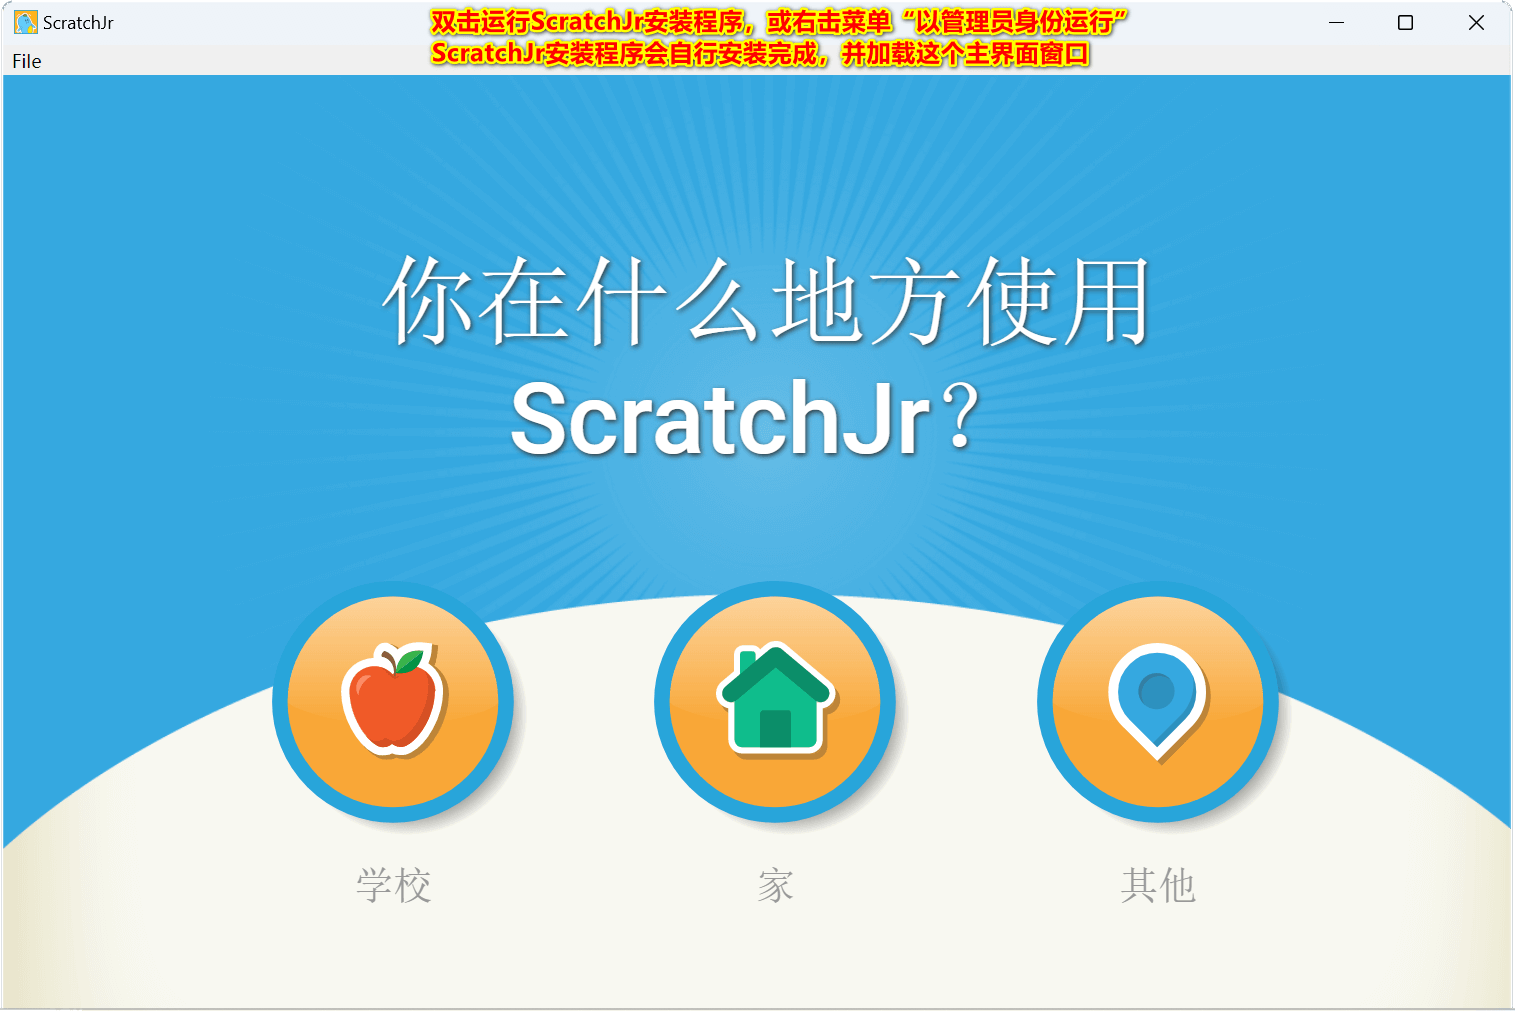 ScratchJr
双击运行ScratchJr安装程序，或右击菜单“以管理员身份运行”
ScratchJr安装程序会自行安装完成，并加载这个主界面窗口
File
你在什么地方使用
ScratchJr？
学校
家
其他